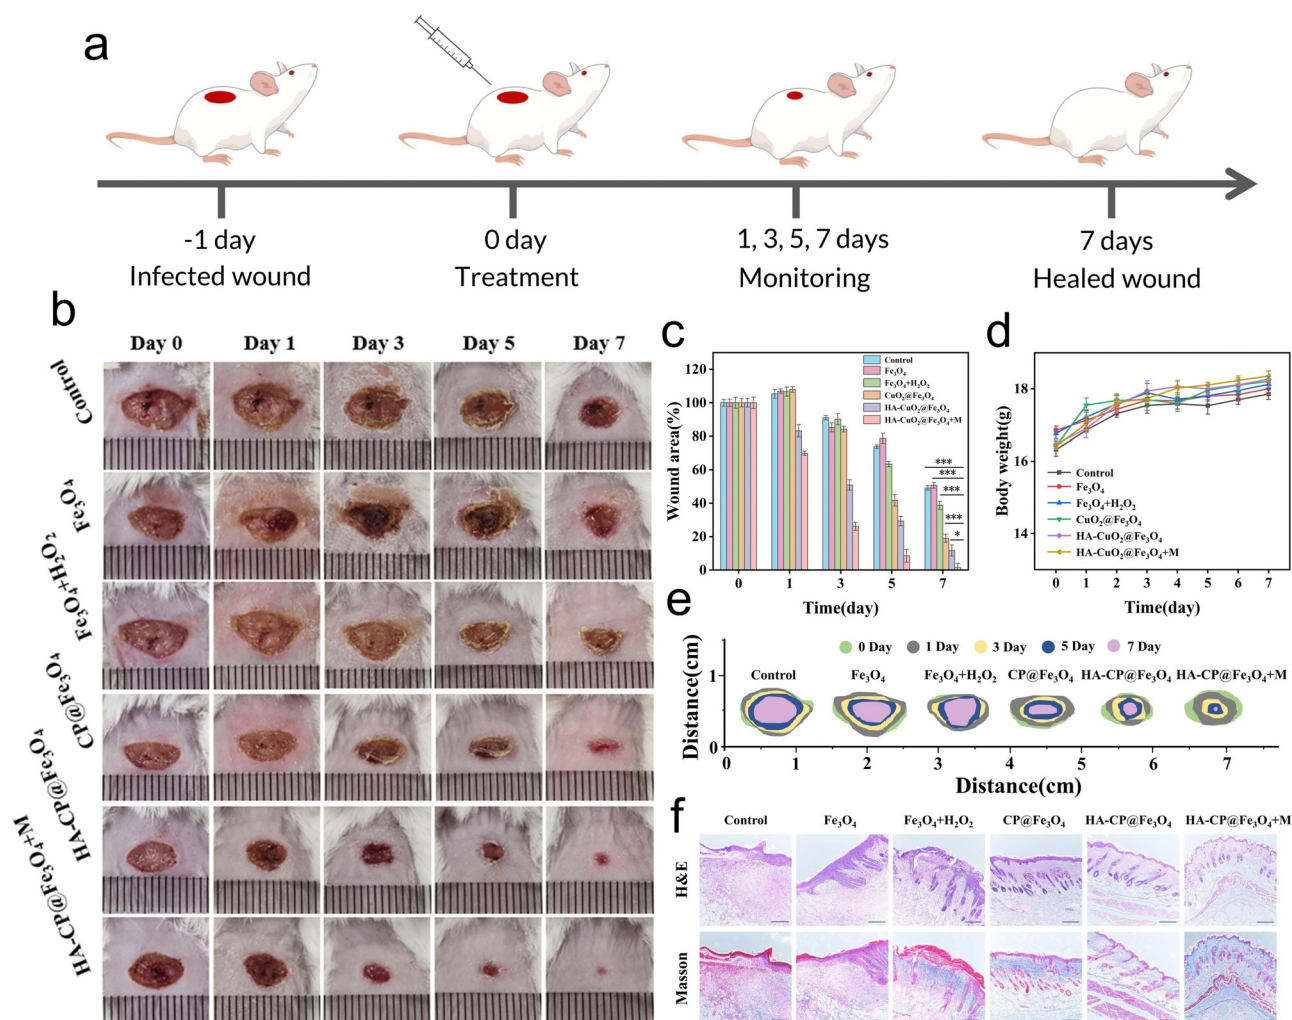 a
-1 day
0 day
1, 3, 5, 7 days
7 days
Infected wound
Treatment
Monitoring
Healed wound
b
Day 0
Day 1
Day 3
Day 5
Day 7
Control
Fe₃O₄
Fe₃O₄+H₂O₂
CP@Fe₃O₄
HA-CP@Fe₃O₄
HA-CP@Fe₃O₄+M
c
Wound area(%)
120
100
80
60
40
20
0
Control
Fe₃O₄
Fe₃O₄+H₂O₂
CuO₂@Fe₃O₄
HA-CuO₂@Fe₃O₄
HA-CuO₂@Fe₃O₄+M
***
***
***
***
*
0
1
3
5
7
Time(day)
d
Body weight(g)
18
16
14
Control
Fe₃O₄
Fe₃O₄+H₂O₂
CuO₂@Fe₃O₄
HA-CuO₂@Fe₃O₄
HA-CuO₂@Fe₃O₄+M
0 1 2 3 4 5 6 7
Time(day)
e
Distance(cm)
1
0
0 Day
1 Day
3 Day
5 Day
7 Day
Control
Fe₃O₄
Fe₃O₄+H₂O₂
CP@Fe₃O₄
HA-CP@Fe₃O₄
HA-CP@Fe₃O₄+M
0 1 2 3 4 5 6 7
Distance(cm)
f
Control
Fe₃O₄
Fe₃O₄+H₂O₂
CP@Fe₃O₄
HA-CP@Fe₃O₄
HA-CP@Fe₃O₄+M
H&E
Masson